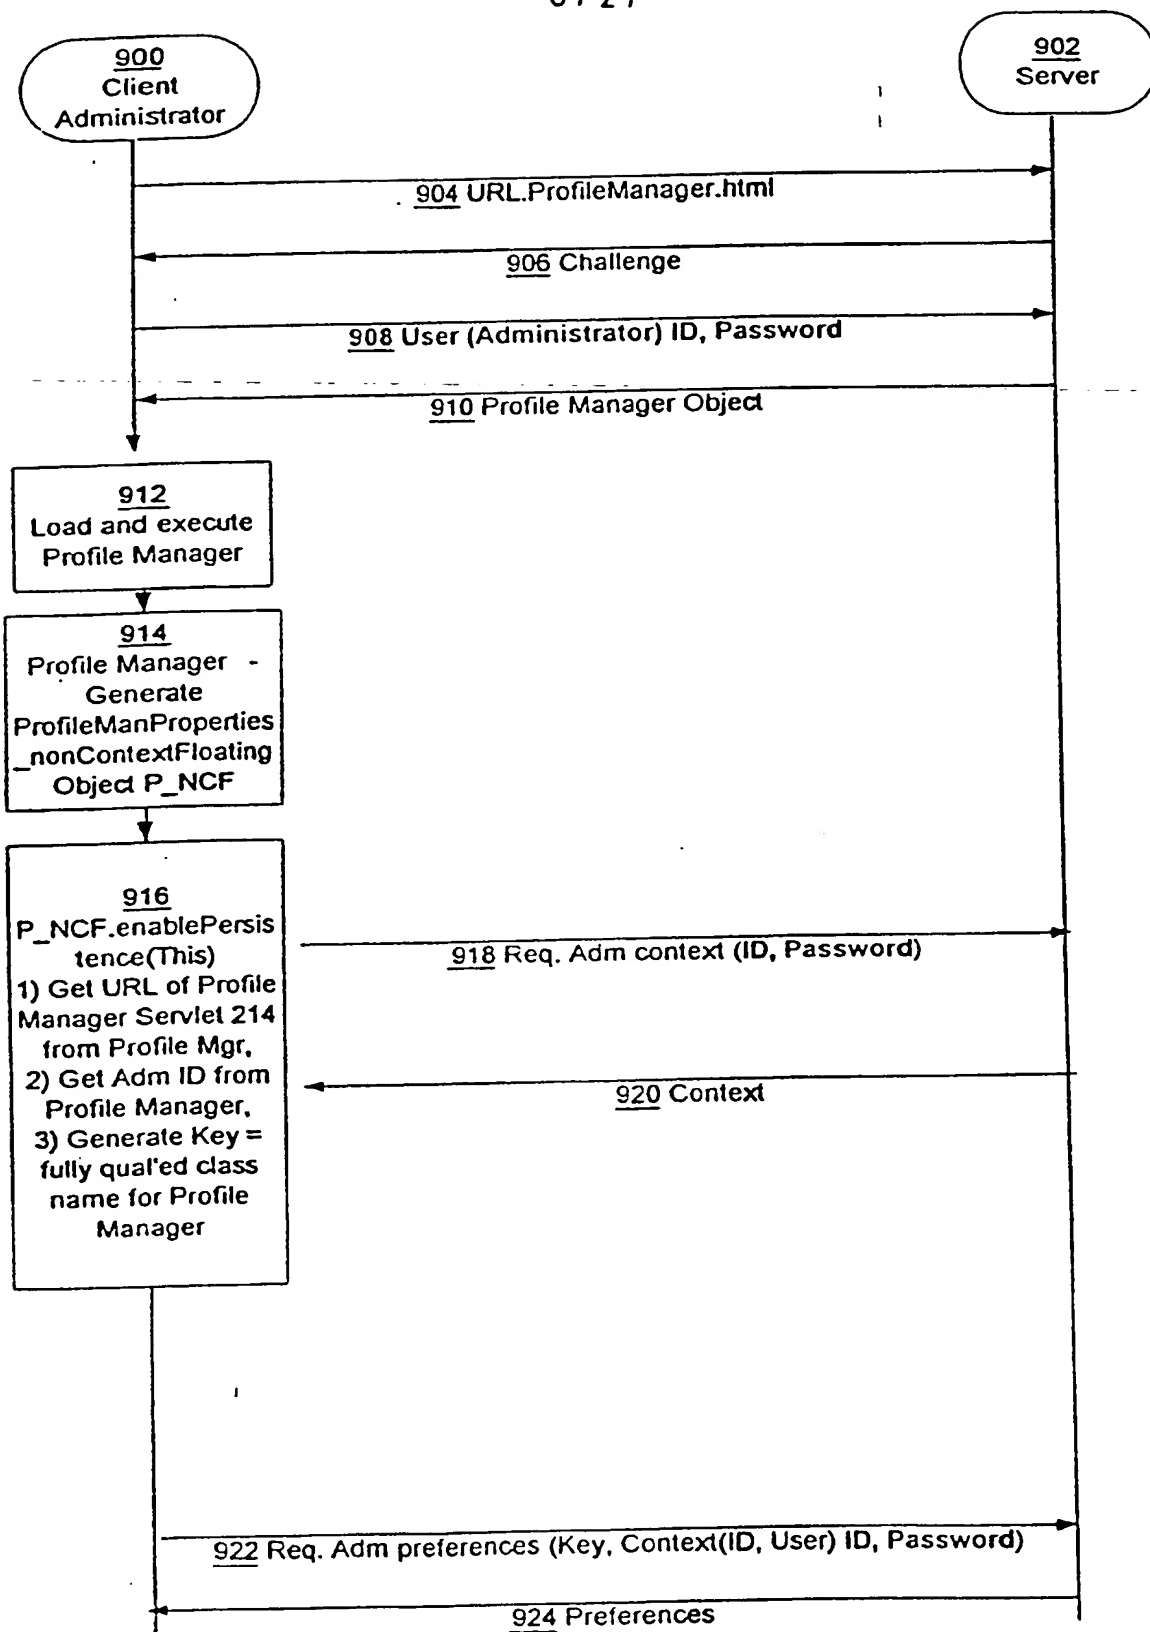 900
Client
Administrator
902
Server
904 URL.ProfileManager.html
906 Challenge
908 User (Administrator) ID, Password
910 Profile Manager Object
912
Load and execute
Profile Manager
914
Profile Manager -
Generate
ProfileManProperties
_nonContextFloating
Object P_NCF
916
P_NCF.enablePersis
tence(This)
1) Get URL of Profile
Manager Servlet 214
from Profile Mgr,
2) Get Adm ID from
Profile Manager,
3) Generate Key =
fully qual'ed class
name for Profile
Manager
918 Req. Adm context (ID, Password)
920 Context
922 Req. Adm preferences (Key, Context(ID, User) ID, Password)
924 Preferences